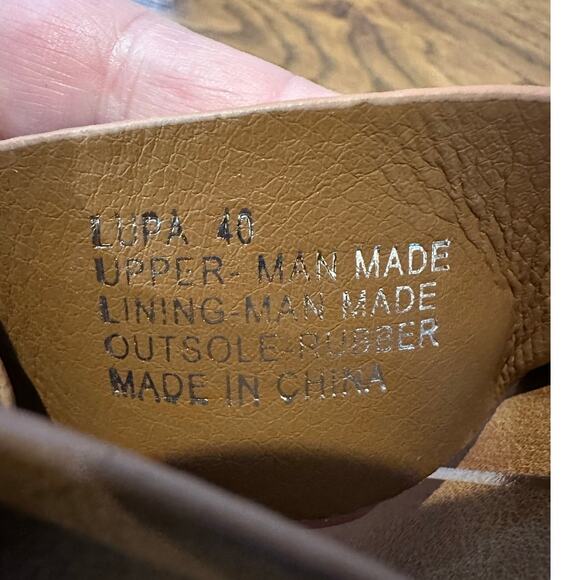 LUPA 40
UPPER- MAN MADE
LINING-MAN MADE
OUTSOLE-RUBBER
MADE IN CHINA